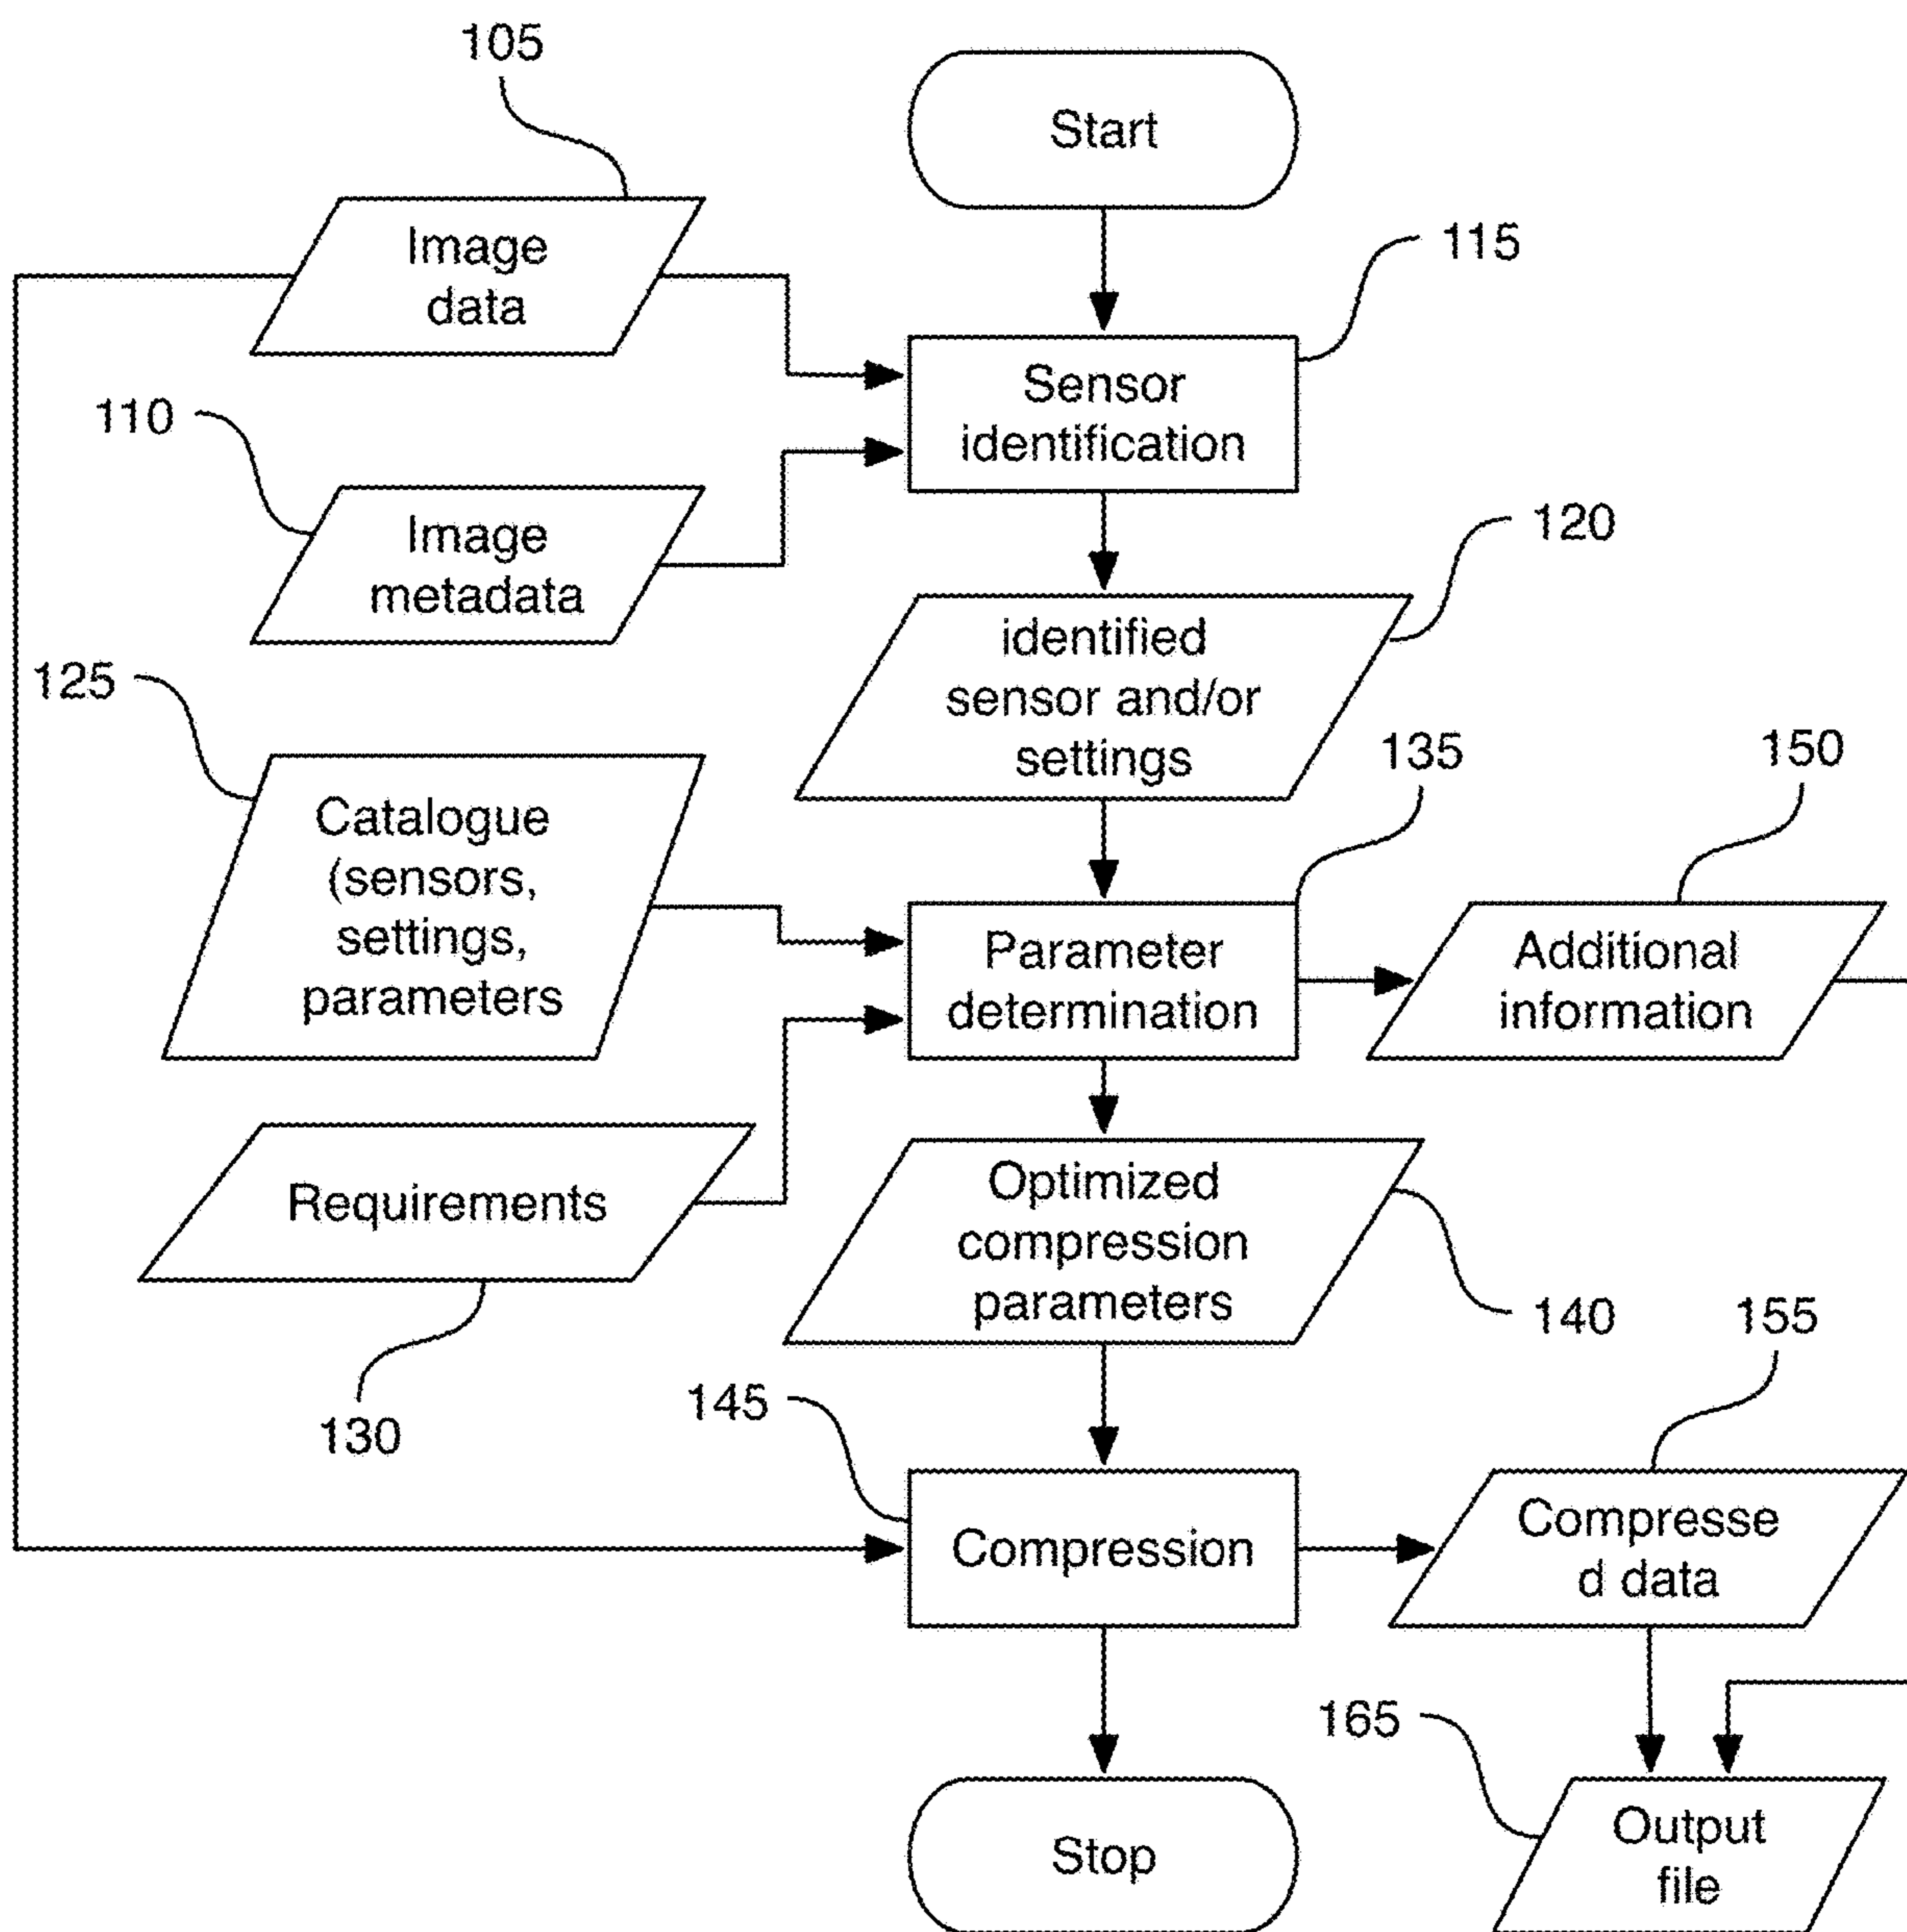 105
Start
Image
data
115
Sensor
identification
110
Image
metadata
120
identified
sensor and/or
settings
125
Catalogue
(sensors,
settings,
parameters
135
150
Parameter
determination
Additional
information
Requirements
130
Optimized
compression
parameters
140
155
145
Compression
Compresse
d data
165
Stop
Output
file